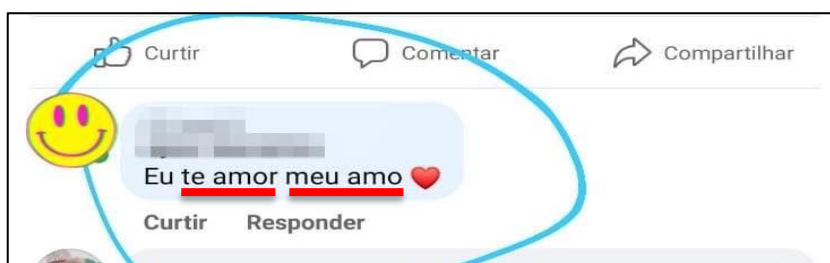 Curtir Comentar Compartilhar
Eu te amor meu amo ❤️
Curtir Responder